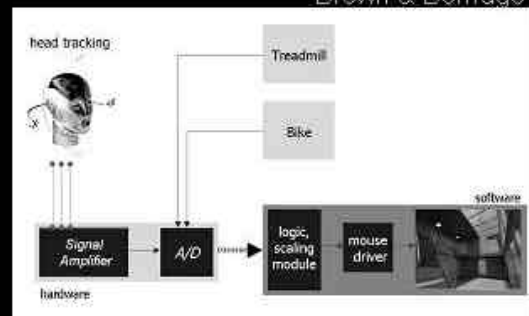 head tracking
Treadmill
Bike
software
Signal
Amplifier
A/D
logic,
scaling
module
mouse
driver
hardware